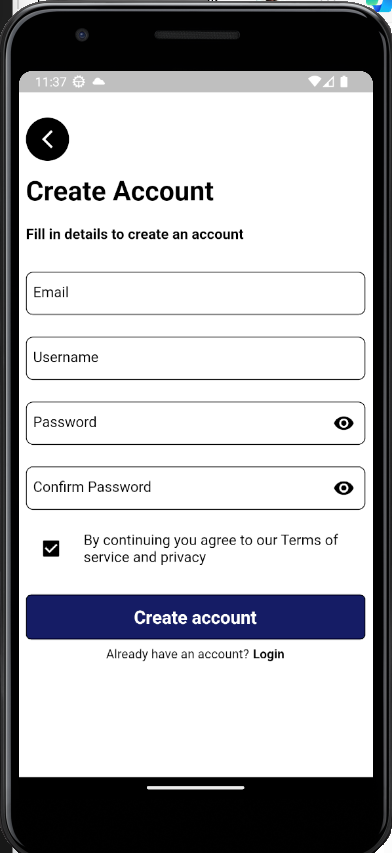 11:37
Create Account
Fill in details to create an account
Email
Username
Password
Confirm Password
By continuing you agree to our Terms of
service and privacy
Create account
Already have an account? Login